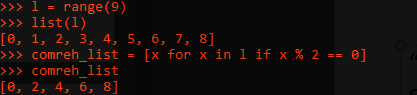 >>> l = range(9)
>>> list(l)
[0, 1, 2, 3, 4, 5, 6, 7, 8]
>>> comreh_list = [x for x in l if x % 2 == 0]
>>> comreh_list
[0, 2, 4, 6, 8]